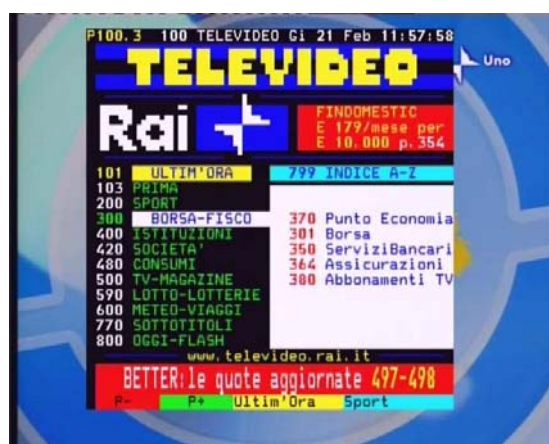 P100.3 100 TELEVIDEO Gi 21 Feb 11:57:58
TELEVIDEO
Uno
Rai
FINDOMESTIC
E 179/mese per
E 10.000 p.354
101 ULTIM'ORA
103 PRIMA
200 SPORT
300 BORSA-FISCO
400 ISTITUZIONI
420 SOCIETA'
480 CONSUMI
500 TV-MAGAZINE
590 LOTTO-LOTTERIE
600 METEO-VIAGGI
770 SOTTOTITOLI
800 OGGI-FLASH
799 INDICE A-Z
370 Punto Economia
301 Borsa
350 ServiziBancari
364 Assicurazioni
380 Abbonamenti TV
www.televideo.rai.it
BETTER: le quote aggiornate 497-498
P- P+ Ultim'Ora Sport